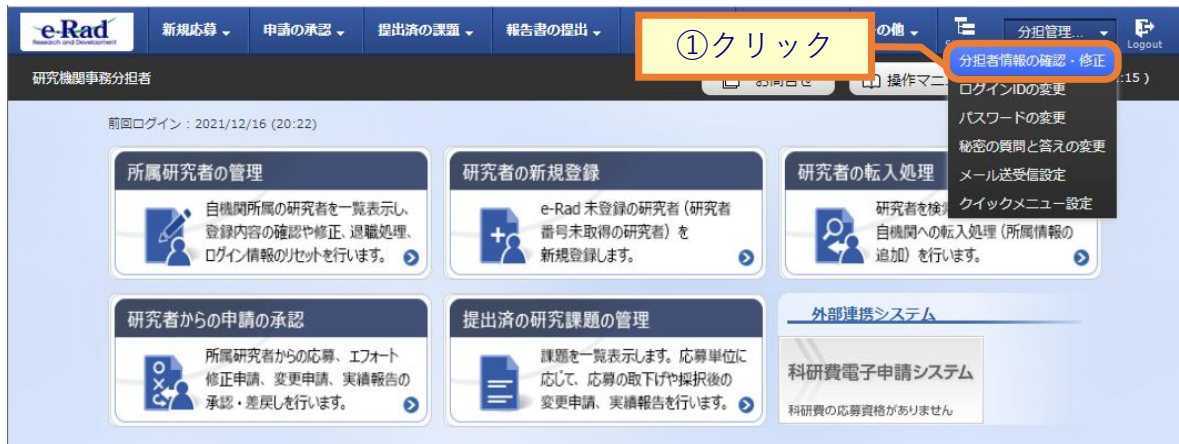 e-Rad
Research and Development
新規応募
申請の承認
提出済の課題
報告書の提出
の他
分担管理...
Logout
①クリック
研究機関事務分担者
操作マニ
:15 )
分担者情報の確認・修正
ログインIDの変更
パスワードの変更
秘密の質問と答えの変更
メール送受信設定
クイックメニュー設定
前回ログイン：2021/12/16 (20:22)
所属研究者の管理
自機関所属の研究者を一覧表示し、
登録内容の確認や修正、退職処理、
ログイン情報のリセットを行います。
研究者の新規登録
e-Rad 未登録の研究者（研究者
番号未取得の研究者）を
新規登録します。
研究者の転入処理
研究者を検
自機関への転入処理（所属情報の
追加）を行います。
研究者からの申請の承認
所属研究者からの応募、エフォート
修正申請、変更申請、実績報告の
承認・差戻しを行います。
提出済の研究課題の管理
課題を一覧表示します。応募単位に
応じて、応募の取下げや採択後の
変更申請、実績報告を行います。
外部連携システム
科研費電子申請システム
科研費の応募資格がありません